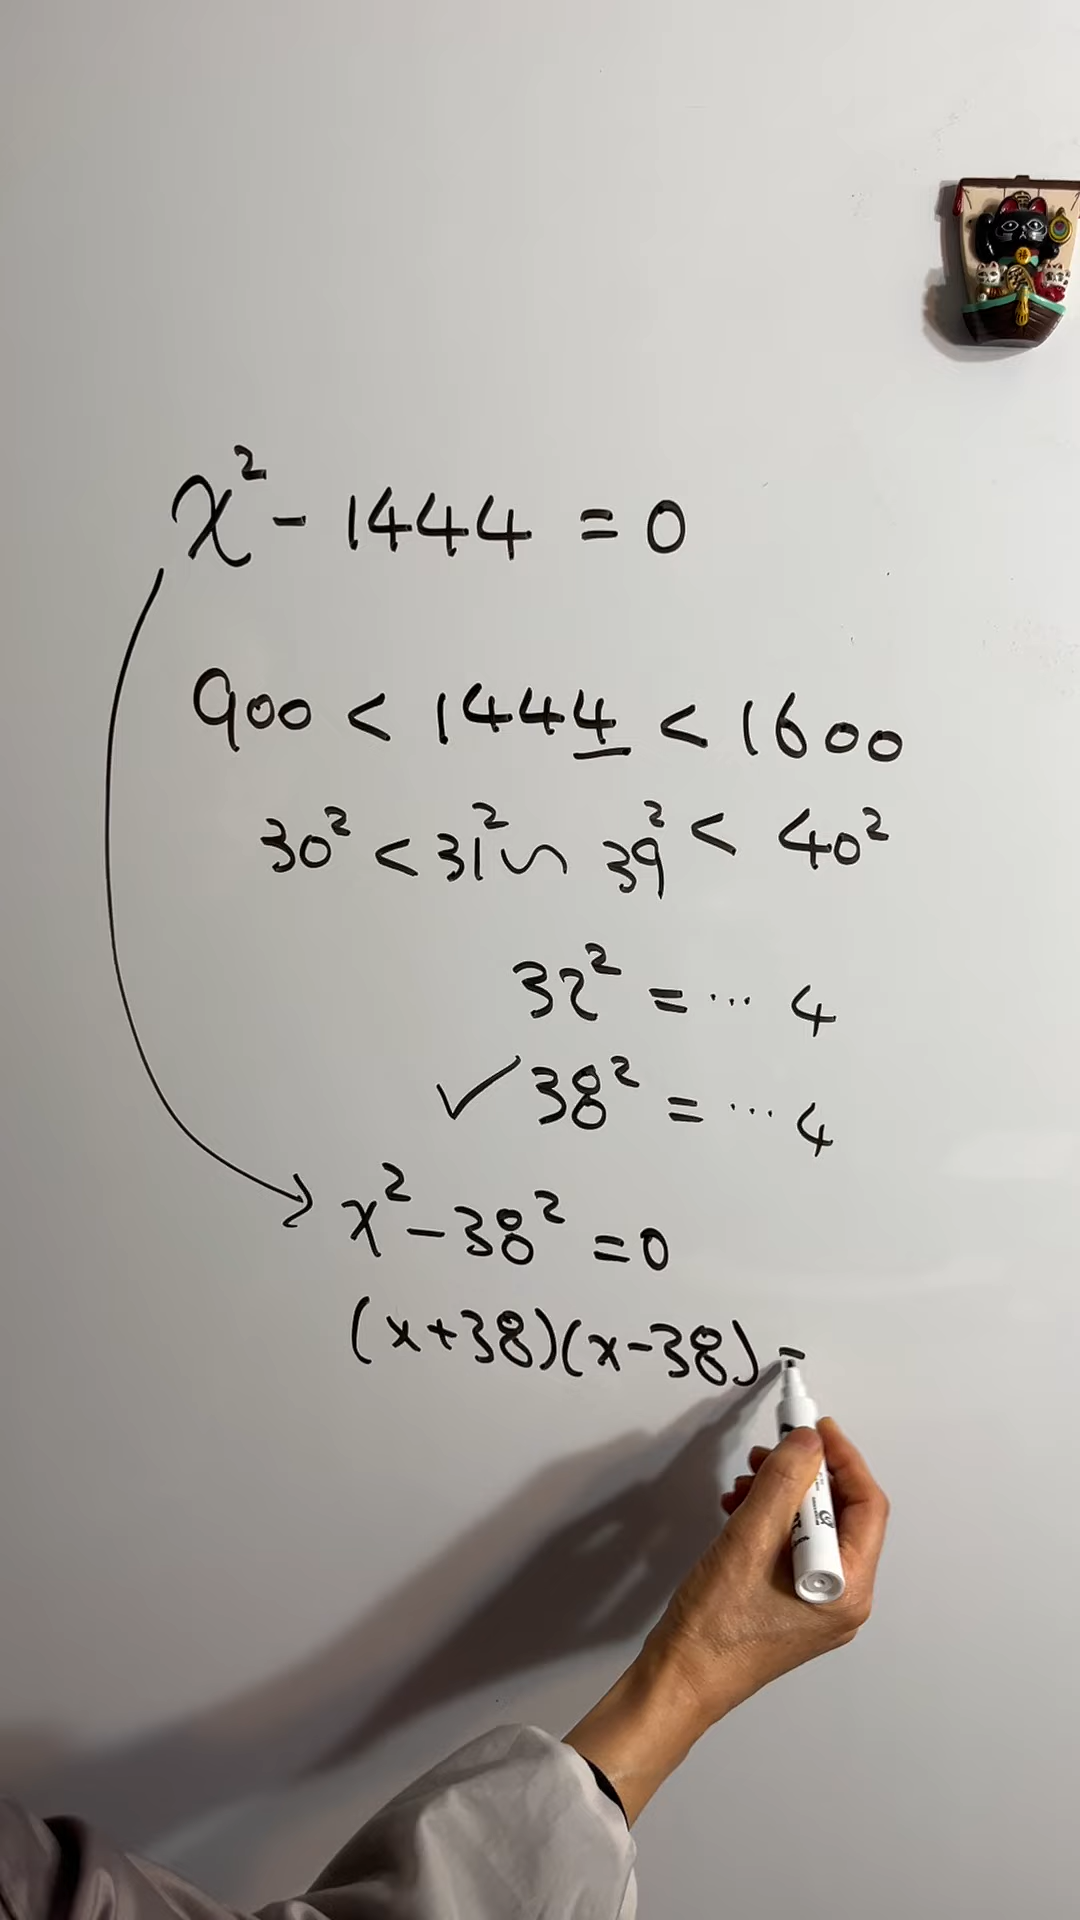 x² - 1444 = 0
900 < 1444 < 1600
30² < 31² ~ 39² < 40²
32² = ... 4
✓ 38² = ... 4
x² - 38² = 0
(x+38)(x-38) -